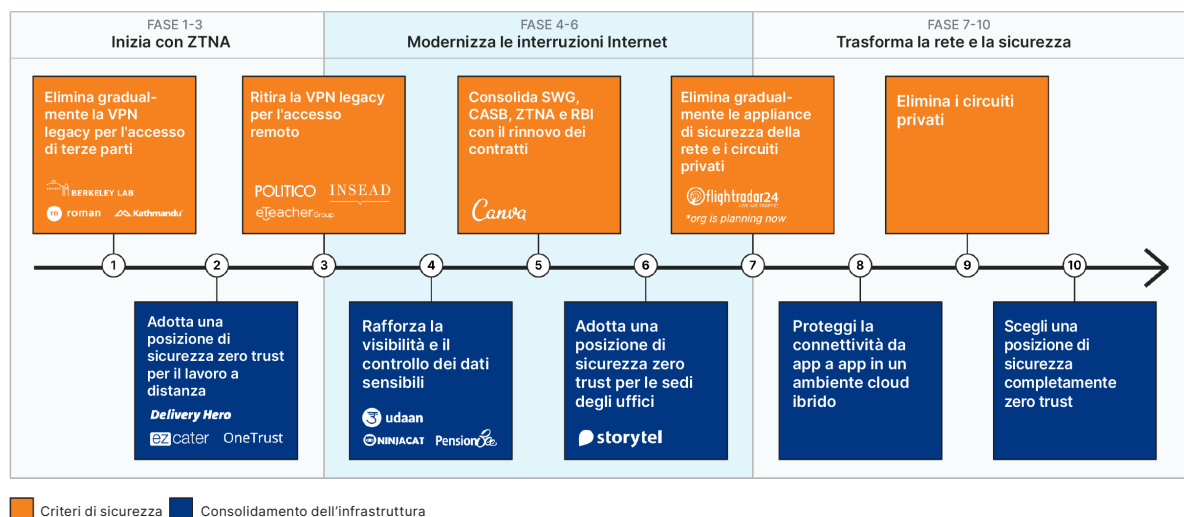 FASE 1-3
Inizia con ZTNA
FASE 4-6
Modernizza le interruzioni Internet
FASE 7-10
Trasforma la rete e la sicurezza
Elimina gradual-
mente la VPN
legacy per l'accesso
di terze parti
BERKELEY LAB
ro roman
Kathmandu
Ritira la VPN legacy
per l'accesso
remoto
POLITICO
INSEAD
eTeacherGroup
Consolida SWG,
CASB, ZTNA e RBI
con il rinnovo dei
contratti
Canva
Elimina gradual-
mente le appliance
di sicurezza della
rete e i circuiti
privati
flightradar24
LIVE AIR TRAFFIC
*org is planning now
Elimina i circuiti
privati
1
2
3
4
5
6
7
8
9
10
Adotta una
posizione di
sicurezza zero trust
per il lavoro a
distanza
Delivery Hero
ezcater
OneTrust
Rafforza la
visibilità e il
controllo dei dati
sensibili
udaan
NINJACAT
PensionBee
Adotta una
posizione di
sicurezza zero
trust per le sedi
degli uffici
storytel
Proteggi la
connettività da
app a app in un
ambiente cloud
ibrido
Scegli una
posizione di
sicurezza
completamente
zero trust
Criteri di sicurezza
Consolidamento dell'infrastruttura